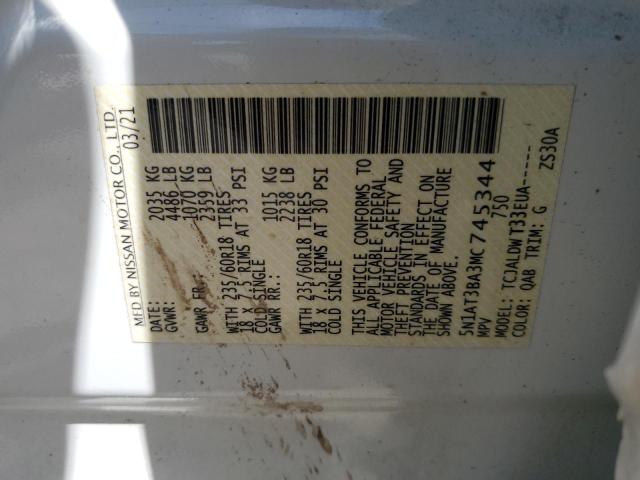 MFD BY NISSAN MOTOR CO., LTD.
DATE: 03/21
GVWR: 2035 KG
4486 LB
GAWR FR.: 1070 KG
2359 LB
WITH 235/60R18 TIRES
18 X 7.5 RIMS AT 33 PSI
COLD SINGLE
GAWR RR.: 1015 KG
2238 LB
WITH 235/60R18 TIRES
18 X 7.5 RIMS AT 30 PSI
COLD SINGLE
THIS VEHICLE CONFORMS TO
ALL APPLICABLE FEDERAL
MOTOR VEHICLE SAFETY AND
THEFT PREVENTION
STANDARDS IN EFFECT ON
THE DATE OF MANUFACTURE
SHOWN ABOVE.
5N1AT3BA3MC745344
MPV 750
MODEL: TCJALDWT33EUA-----
COLOR: QAB TRIM: G ZS30A